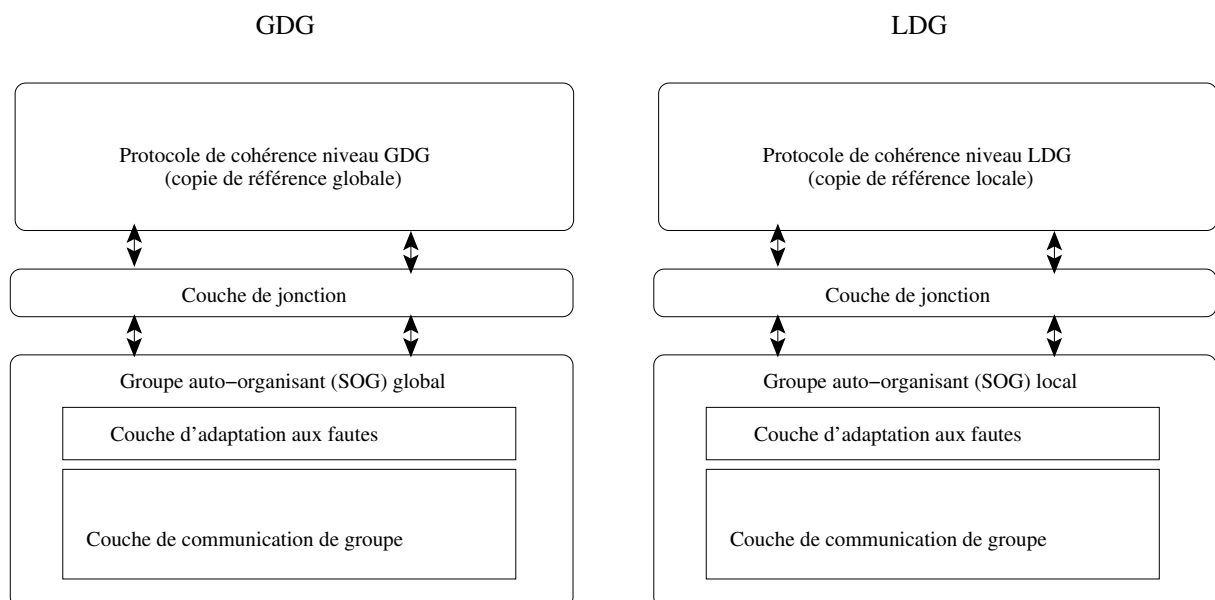 GDG
Protocole de cohérence niveau GDG
(copie de référence globale)
Couche de jonction
Groupe auto−organisant (SOG) global
Couche d'adaptation aux fautes
Couche de communication de groupe
LDG
Protocole de cohérence niveau LDG
(copie de référence locale)
Couche de jonction
Groupe auto−organisant (SOG) local
Couche d'adaptation aux fautes
Couche de communication de groupe